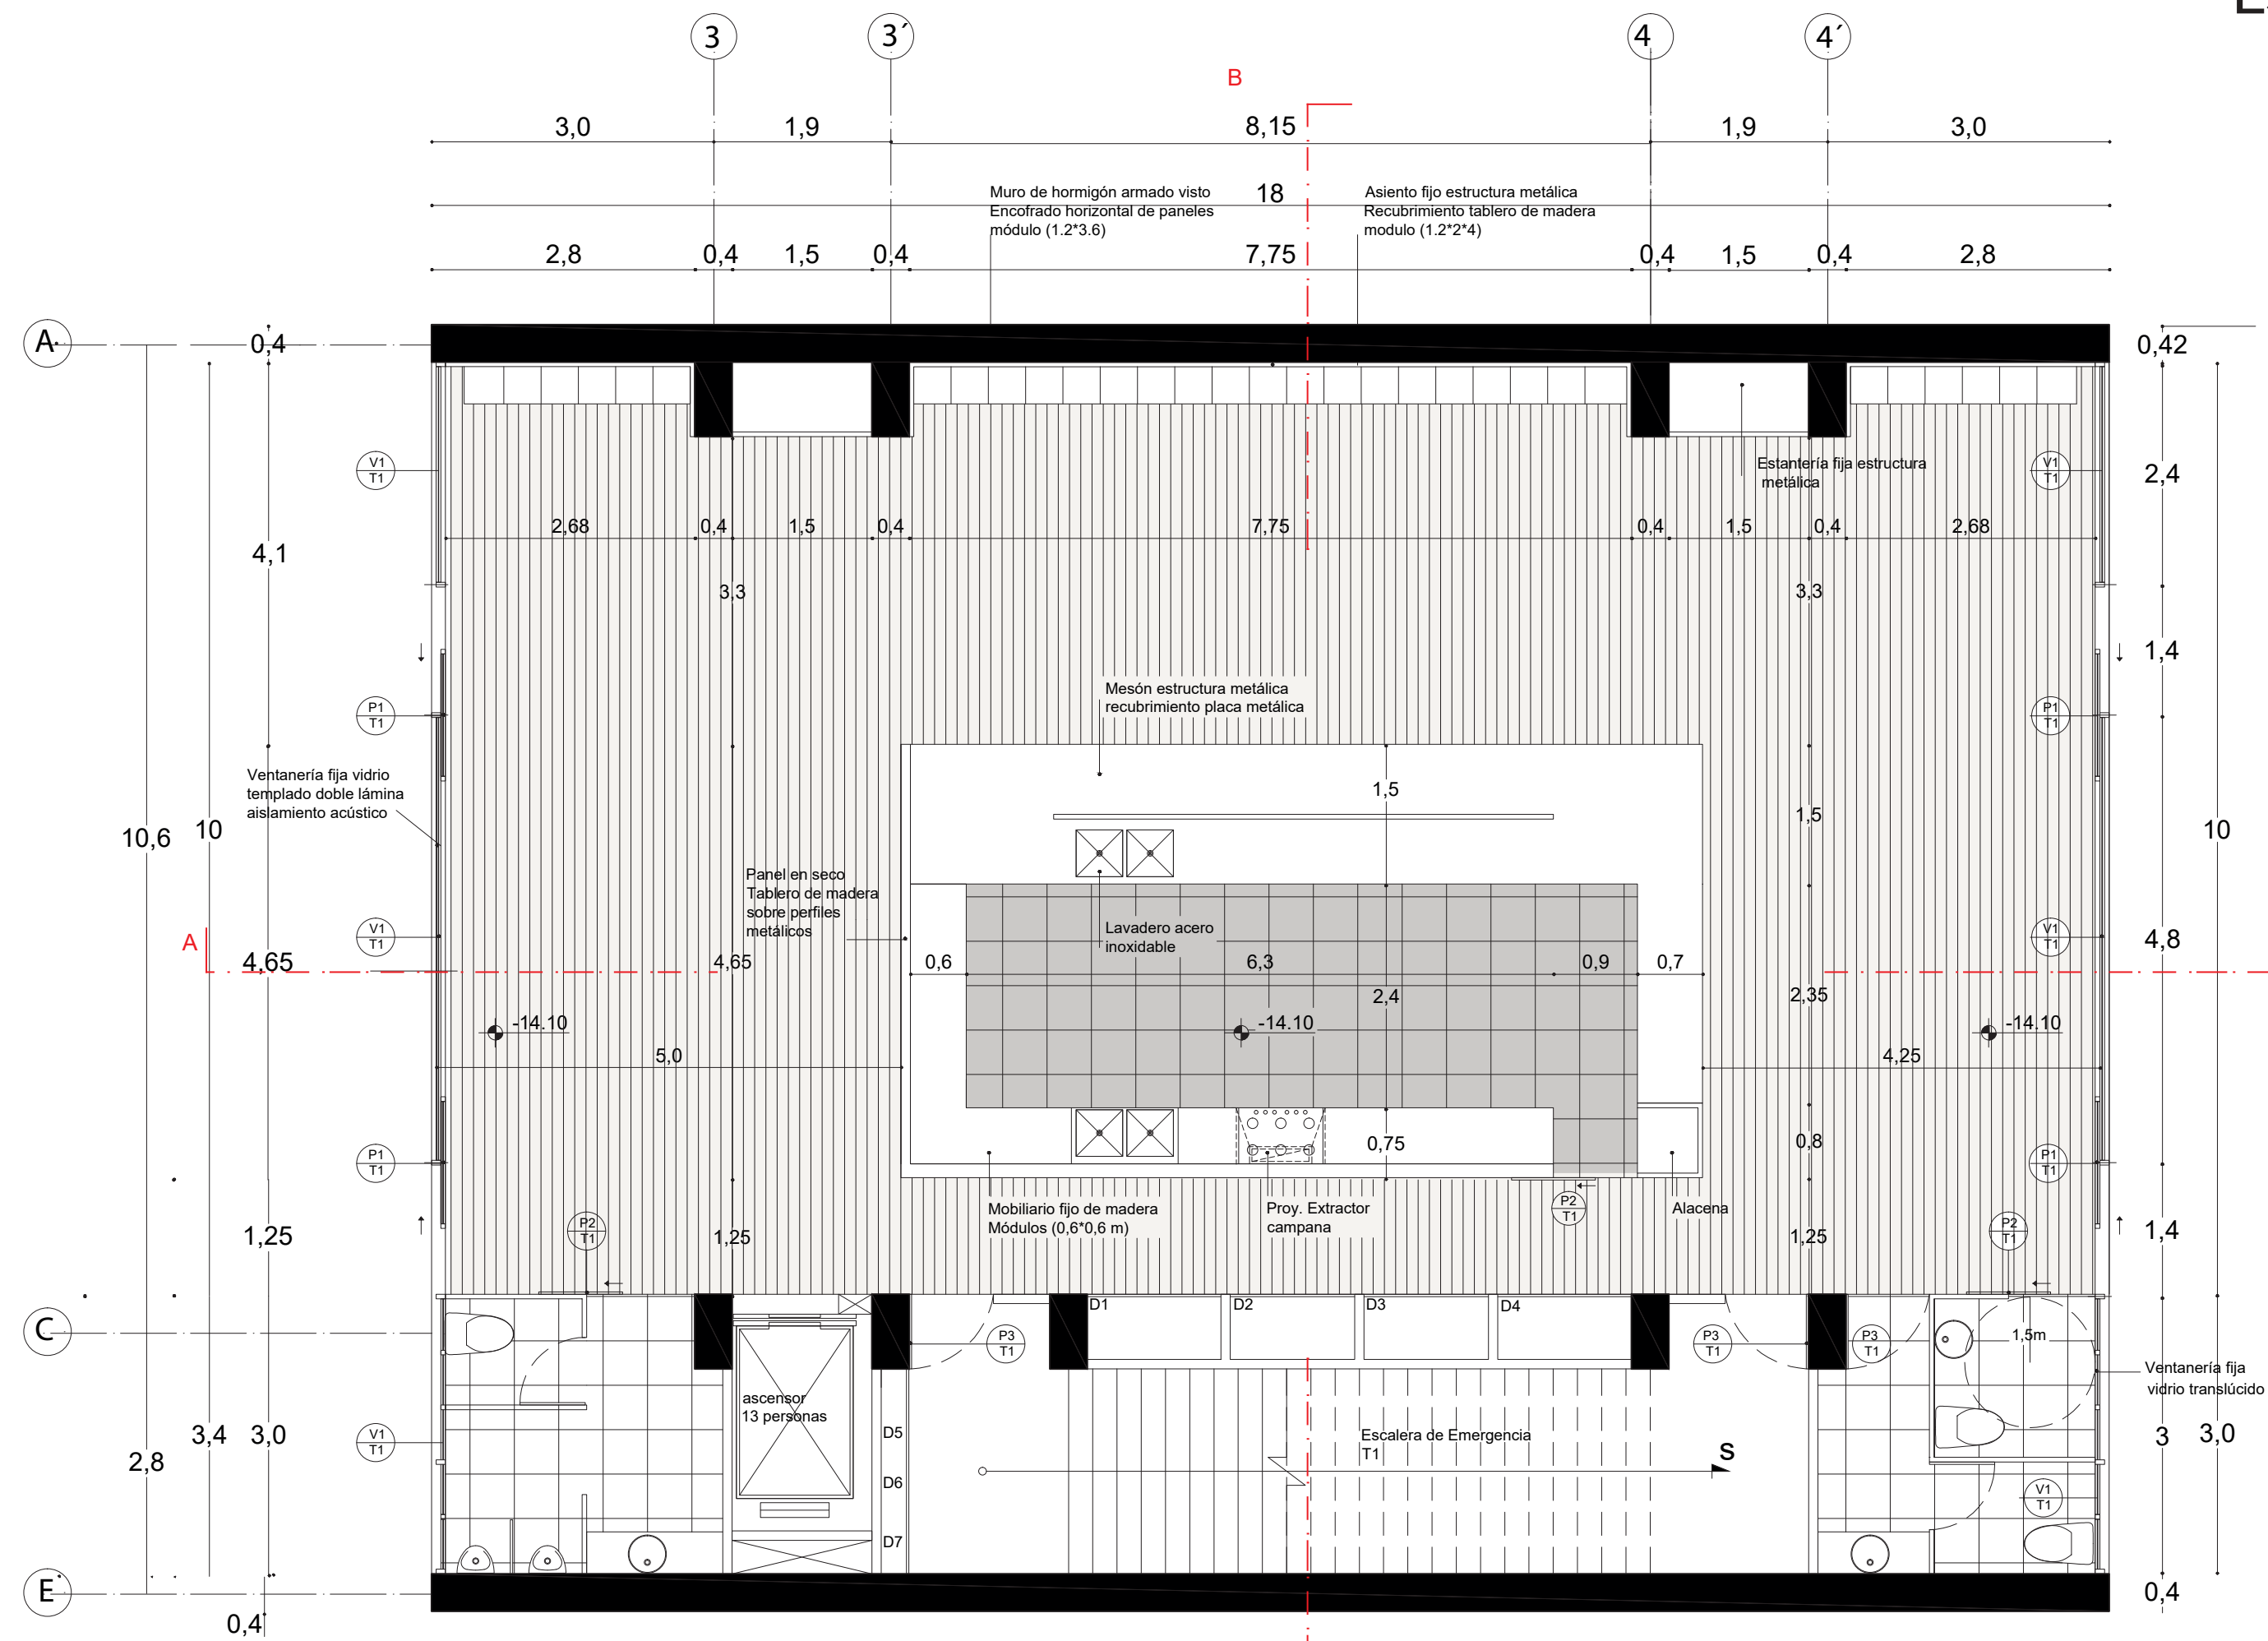 3 3´ 4 4´
B
3,0 1,9 8,15 1,9 3,0
18
Muro de hormigón armado visto
Encofrado horizontal de paneles
módulo (1.2*3.6)
Asiento fijo estructura metálica
Recubrimiento tablero de madera
modulo (1.2*2*4)
2,8 0,4 1,5 0,4 7,75 0,4 1,5 0,4 2,8
A
0,4
0,42
V1
T1
V1
T1
Estantería fija estructura
metálica
2,4
2,68 0,4 1,5 0,4 7,75 0,4 1,5 0,4 2,68
4,1
3,3
3,3
1,4
Mesón estructura metálica
recubrimiento placa metálica
P1
T1
P1
T1
Ventanería fija vidrio
templado doble lámina
aislamiento acústico
1,5
1,5
10,6
10
10
Panel en seco
Tablero de madera
sobre perfiles
metálicos
Lavadero acero
inoxidable
V1
T1
V1
T1
A
4,8
4,65
4,65
0,6 6,3 0,9 0,7
2,4
2,35
-14.10
-14.10
-14.10
5,0
4,25
0,75
0,8
P1
T1
P1
T1
Mobiliario fijo de madera
Módulos (0,6*0,6 m)
Proy. Extractor
campana
P2
T1
Alacena
P2
T1
P2
T1
1,25
1,25
1,25
1,4
D1 D2 D3 D4
C
P3
T1
P3
T1
P3
T1
1,5m
Ventanería fija
vidrio translúcido
ascensor
13 personas
D5
D6
D7
Escalera de Emergencia
T1
S
V1
T1
V1
T1
2,8
3,4
3,0
3
3,0
E
0,4
0,4